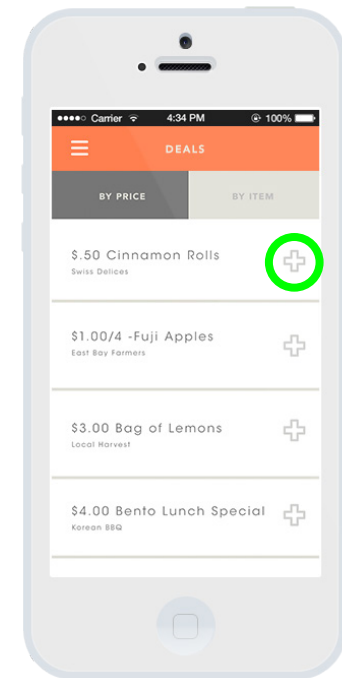 Carrier 4:34 PM 100%
DEALS
BY PRICE BY ITEM
$.50 Cinnamon Rolls
Swiss Delices
$1.00/4 -Fuji Apples
East Bay Farmers
$3.00 Bag of Lemons
Local Harvest
$4.00 Bento Lunch Special
Korean BBQ